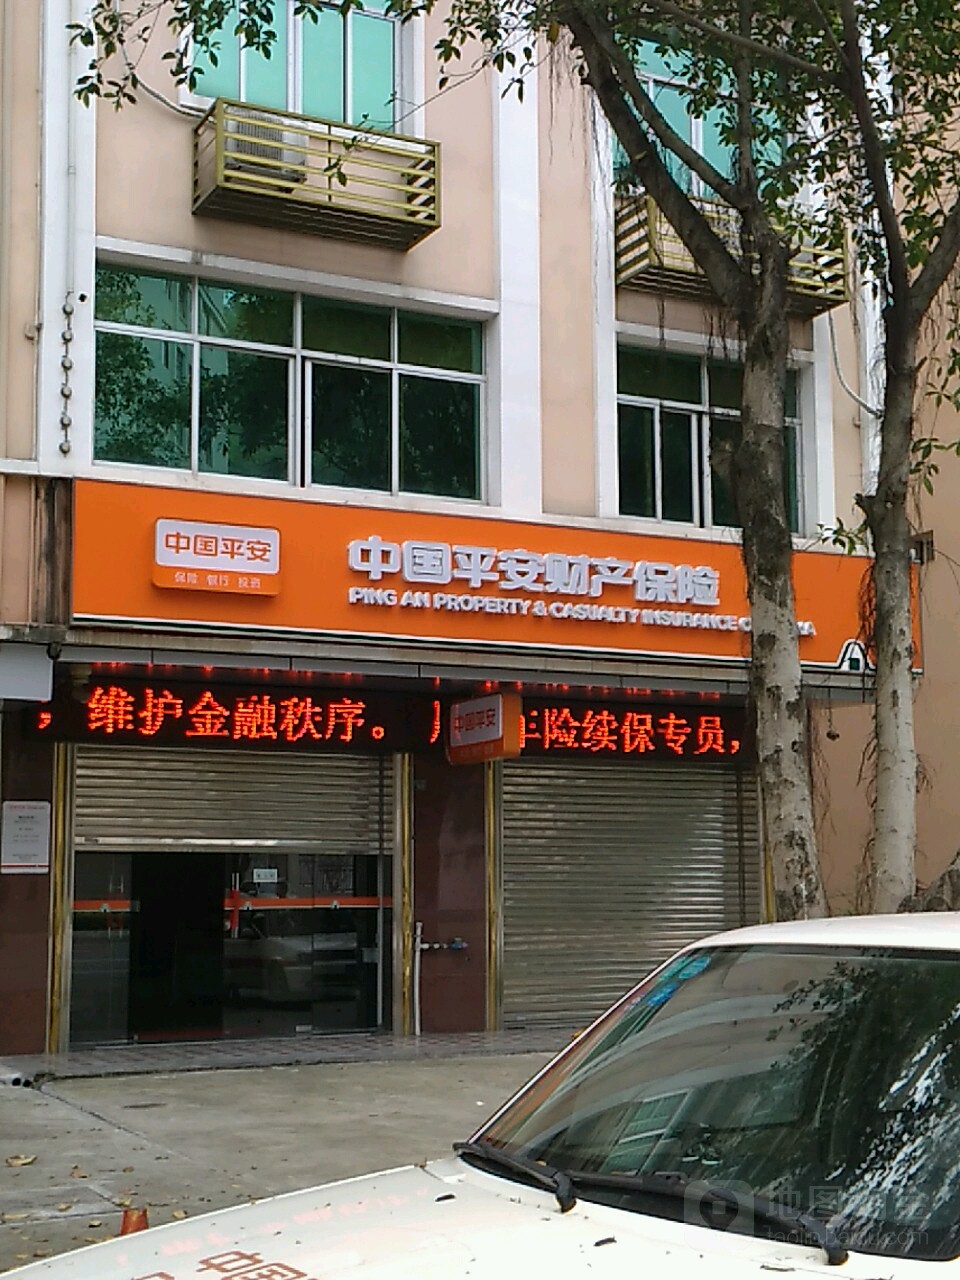 中国平安
保险 银行 投资
中国平安财产保险
PING AN PROPERTY & CASUALTY INSURANCE
，维护金融秩序。
车险续保专员，
中国平安
中国